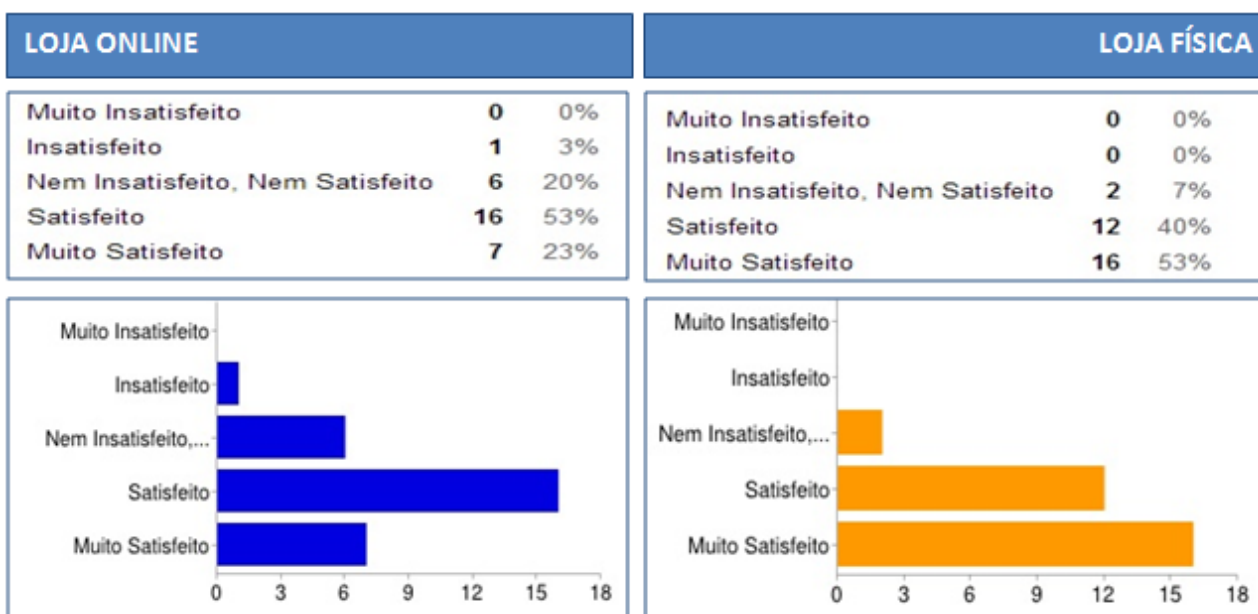 LOJA ONLINE
Muito Insatisfeito 0 0%
Insatisfeito 1 3%
Nem Insatisfeito, Nem Satisfeito 6 20%
Satisfeito 16 53%
Muito Satisfeito 7 23%
Muito Insatisfeito
Insatisfeito
Nem Insatisfeito,...
Satisfeito
Muito Satisfeito
0 3 6 9 12 15 18
LOJA FÍSICA
Muito Insatisfeito 0 0%
Insatisfeito 0 0%
Nem Insatisfeito, Nem Satisfeito 2 7%
Satisfeito 12 40%
Muito Satisfeito 16 53%
Muito Insatisfeito
Insatisfeito
Nem Insatisfeito,...
Satisfeito
Muito Satisfeito
0 3 6 9 12 15 18